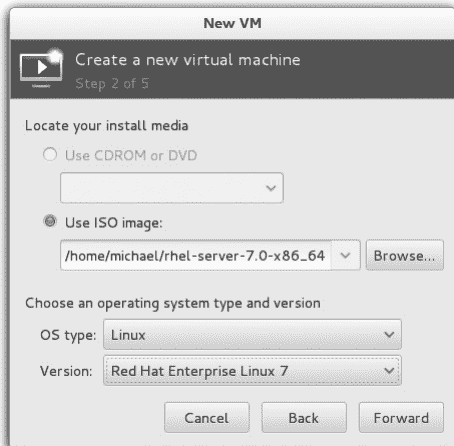 New VM
Create a new virtual machine
Step 2 of 5
Locate your install media
Use CDROM or DVD
Use ISO image:
/home/michael/rhel-server-7.0-x86_64
Browse...
Choose an operating system type and version
OS type: Linux
Version: Red Hat Enterprise Linux 7
Cancel Back Forward